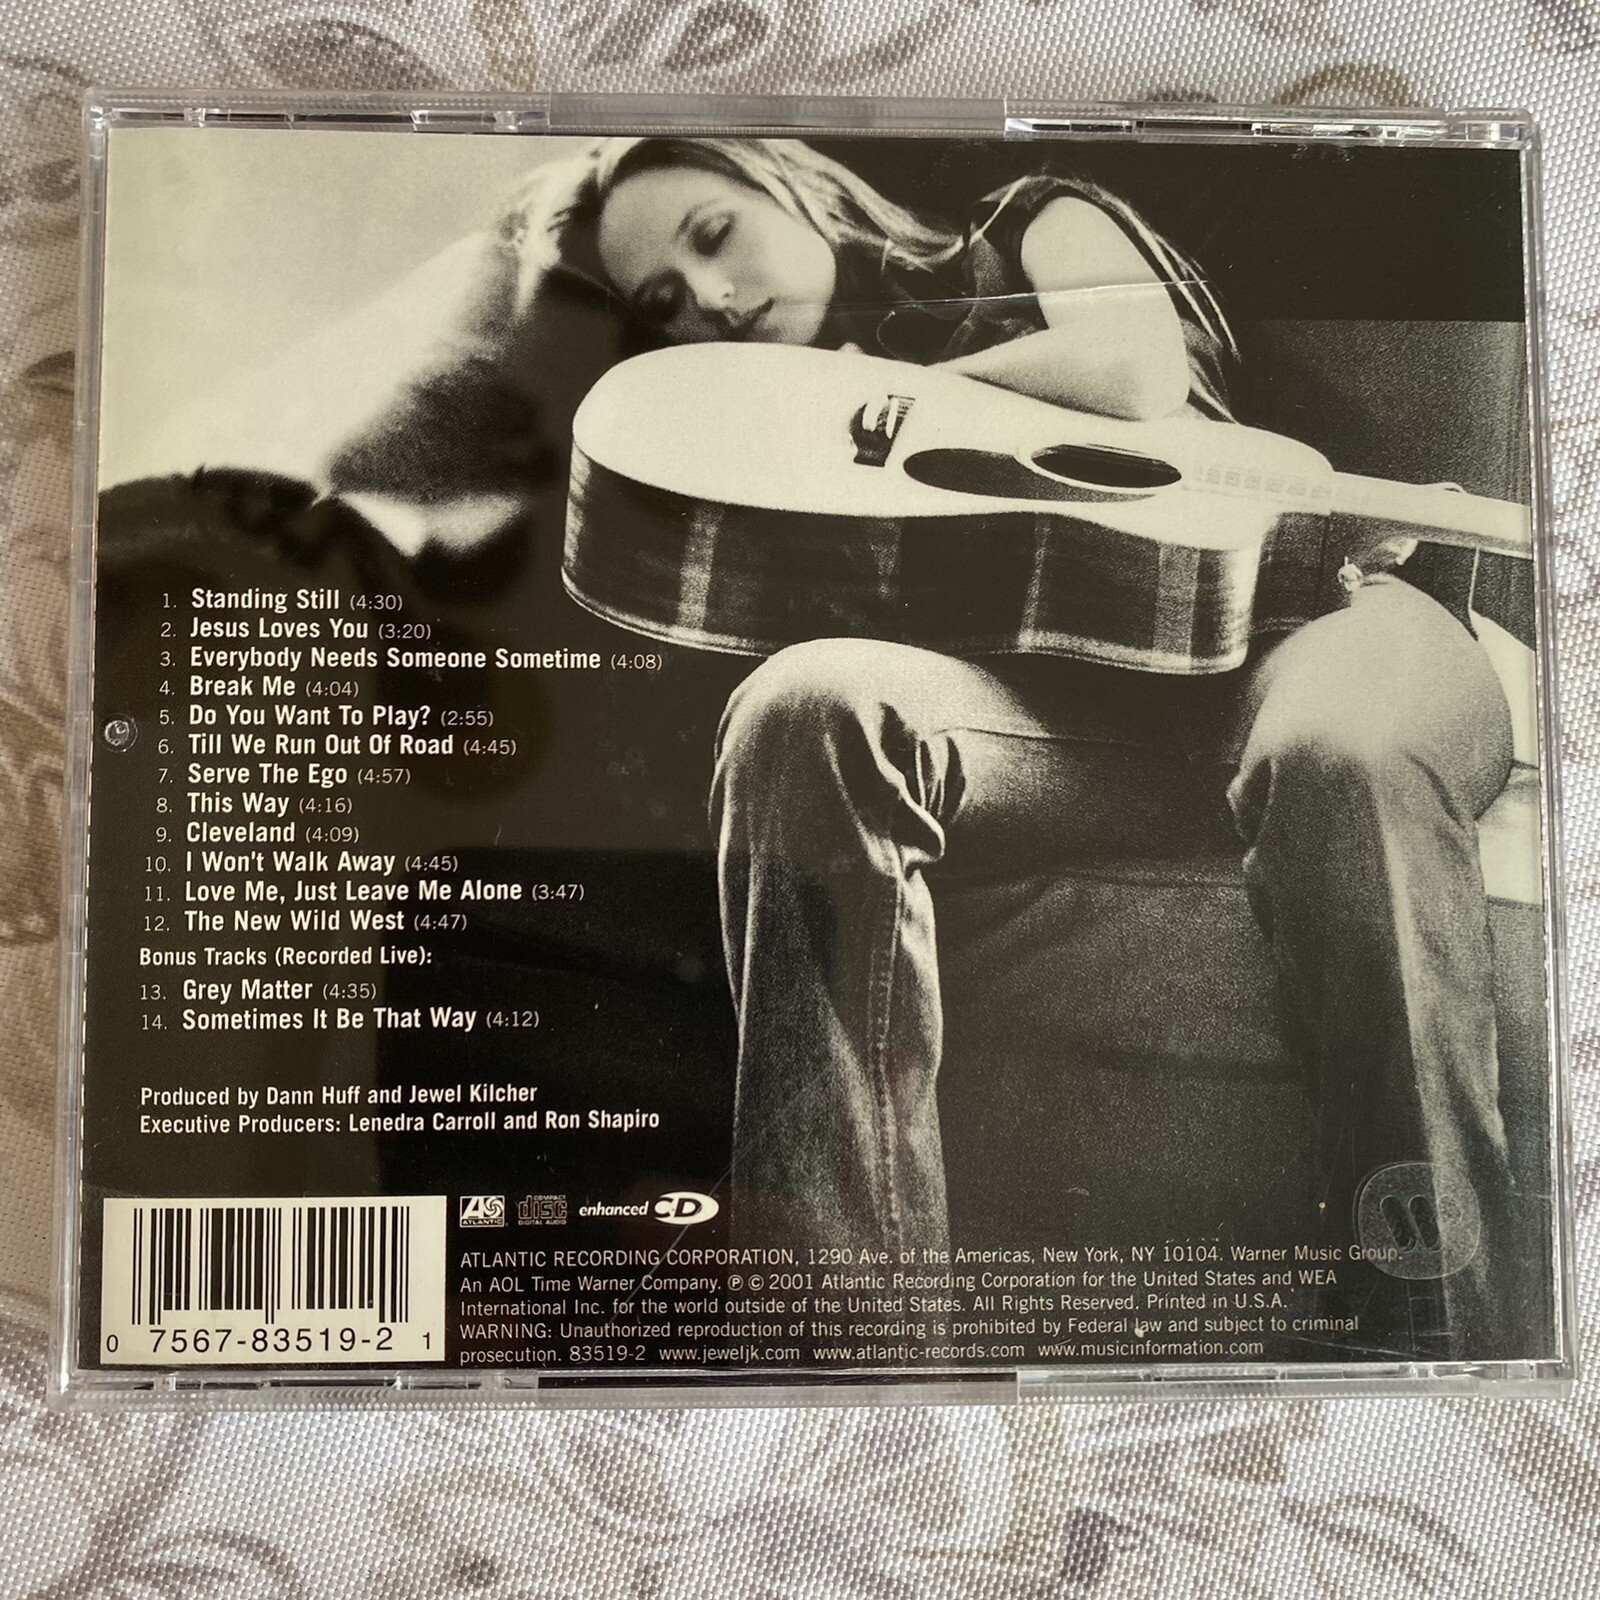 1. Standing Still (4:30)
2. Jesus Loves You (3:20)
3. Everybody Needs Someone Sometime (4:08)
4. Break Me (4:04)
5. Do You Want To Play? (2:55)
6. Till We Run Out Of Road (4:45)
7. Serve The Ego (4:57)
8. This Way (4:16)
9. Cleveland (4:09)
10. I Won't Walk Away (4:45)
11. Love Me, Just Leave Me Alone (3:47)
12. The New Wild West (4:47)
Bonus Tracks (Recorded Live):
13. Grey Matter (4:35)
14. Sometimes It Be That Way (4:12)
Produced by Dann Huff and Jewel Kilcher
Executive Producers: Lenedra Carroll and Ron Shapiro
0 7567-83519-2 1
ATLANTIC
COMPACT
disc
DIGITAL AUDIO
enhanced CD
ATLANTIC RECORDING CORPORATION, 1290 Ave. of the Americas, New York, NY 10104. Warner Music Group.
An AOL Time Warner Company. ℗ © 2001 Atlantic Recording Corporation for the United States and WEA
International Inc. for the world outside of the United States. All Rights Reserved. Printed in U.S.A.
WARNING: Unauthorized reproduction of this recording is prohibited by Federal law and subject to criminal
prosecution. 83519-2 www.jeweljk.com www.atlantic-records.com www.musicinformation.com